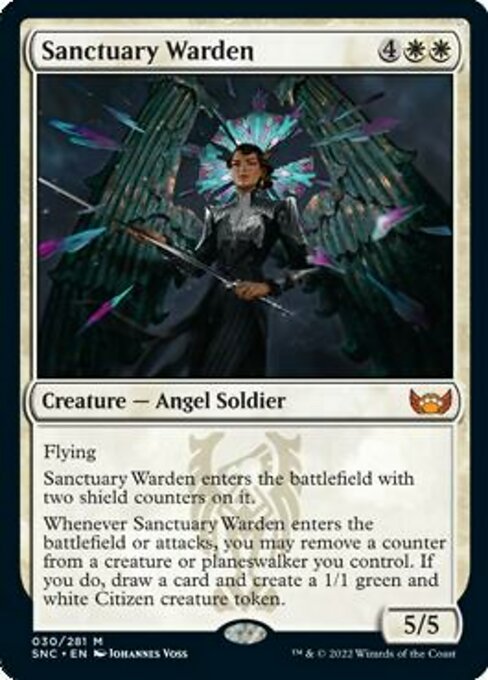 Sanctuary Warden 4
Creature — Angel Soldier
Flying
Sanctuary Warden enters the battlefield with
two shield counters on it.
Whenever Sanctuary Warden enters the
battlefield or attacks, you may remove a counter
from a creature or planeswalker you control. If
you do, draw a card and create a 1/1 green and
white Citizen creature token.
5/5
030/281 M
SNC • EN Johannes Voss
™ & © 2022 Wizards of the Coast